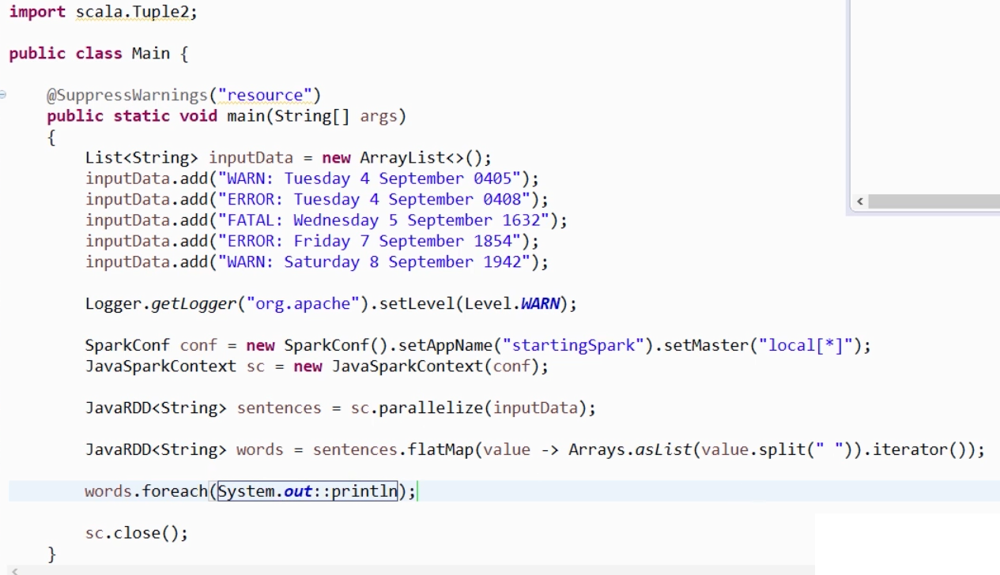 import scala.Tuple2;
public class Main {
@SuppressWarnings("resource")
public static void main(String[] args)
{
List<String> inputData = new ArrayList<>();
inputData.add("WARN: Tuesday 4 September 0405");
inputData.add("ERROR: Tuesday 4 September 0408");
inputData.add("FATAL: Wednesday 5 September 1632");
inputData.add("ERROR: Friday 7 September 1854");
inputData.add("WARN: Saturday 8 September 1942");
Logger.getLogger("org.apache").setLevel(Level.WARN);
SparkConf conf = new SparkConf().setAppName("startingSpark").setMaster("local[*]");
JavaSparkContext sc = new JavaSparkContext(conf);
JavaRDD<String> sentences = sc.parallelize(inputData);
JavaRDD<String> words = sentences.flatMap(value -> Arrays.asList(value.split(" ")).iterator());
words.foreach(System.out::println);
sc.close();
}